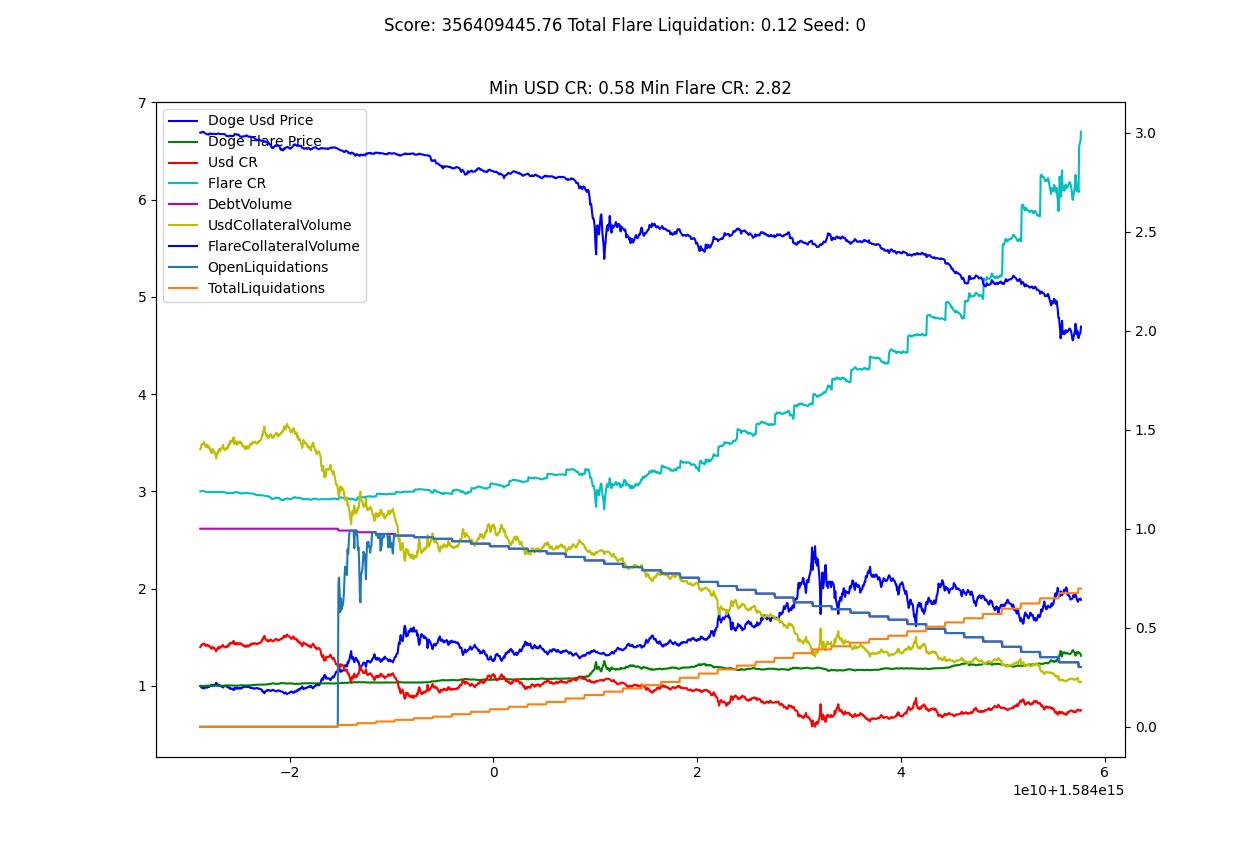 Score: 356409445.76 Total Flare Liquidation: 0.12 Seed: 0
Min USD CR: 0.58 Min Flare CR: 2.82
7
6
5
4
3
2
1
Doge Usd Price
Doge Flare Price
Usd CR
Flare CR
DebtVolume
UsdCollateralVolume
FlareCollateralVolume
OpenLiquidations
TotalLiquidations
3.0
2.5
2.0
1.5
1.0
0.5
0.0
−2 0 2 4 6
1e10+1.584e15